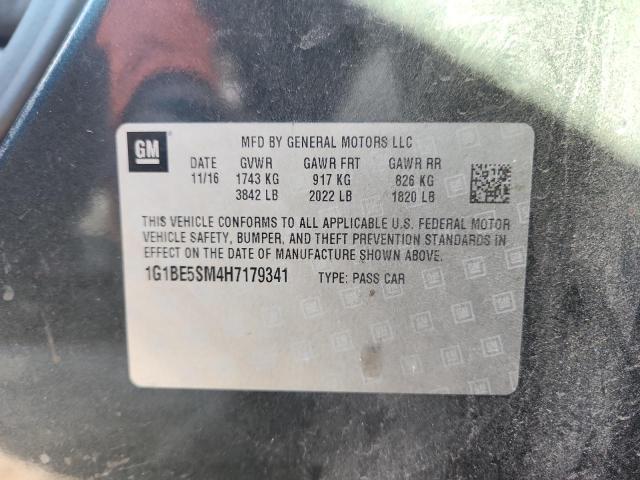 GM
MFD BY GENERAL MOTORS LLC
DATE GVWR GAWR FRT GAWR RR
11/16 1743 KG 917 KG 826 KG
3842 LB 2022 LB 1820 LB
THIS VEHICLE CONFORMS TO ALL APPLICABLE U.S. FEDERAL MOTOR
VEHICLE SAFETY, BUMPER, AND THEFT PREVENTION STANDARDS IN
EFFECT ON THE DATE OF MANUFACTURE SHOWN ABOVE.
1G1BE5SM4H7179341 TYPE: PASS CAR